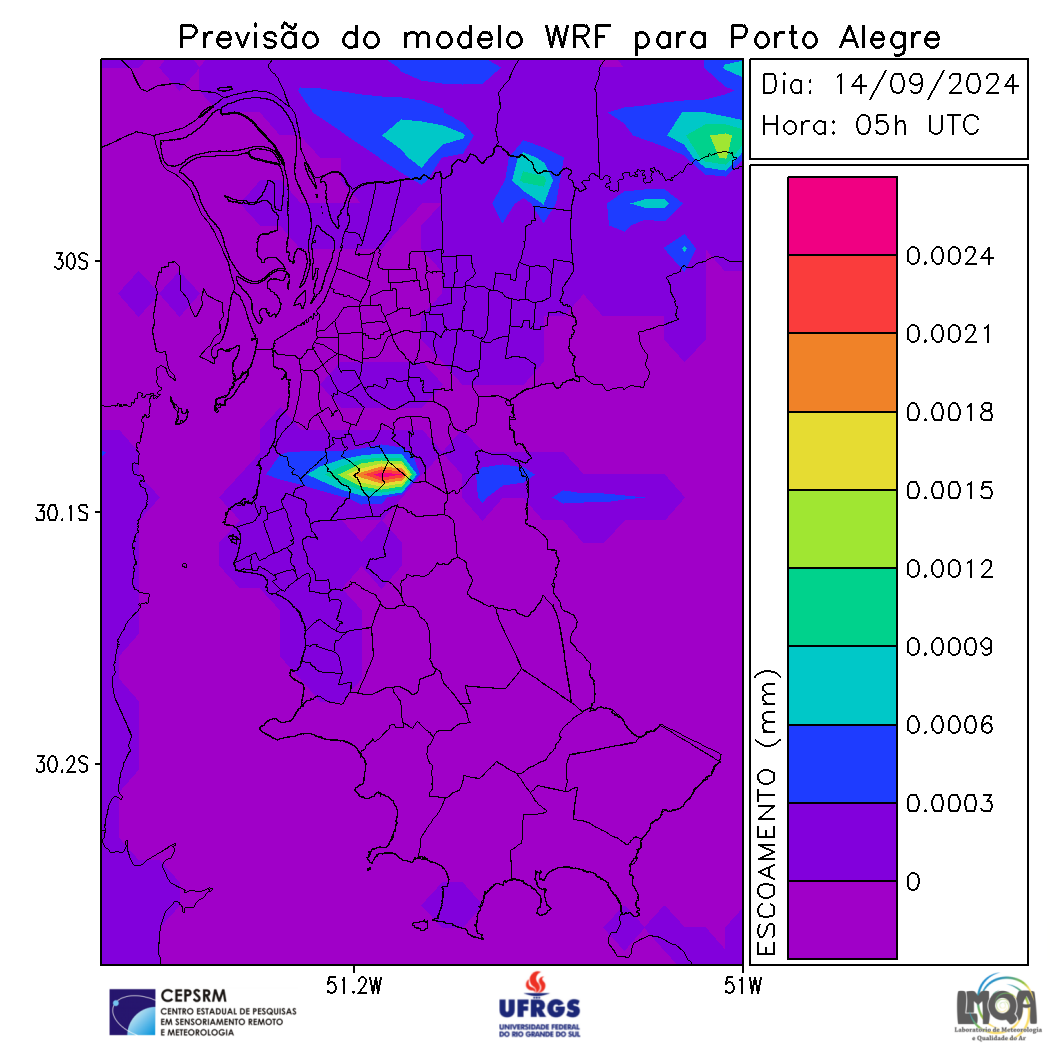 Previsão do modelo WRF para Porto Alegre
Dia: 14/09/2024
Hora: 05h UTC
30S
30.1S
30.2S
51.2W
51W
ESCOAMENTO (mm)
0.0024
0.0021
0.0018
0.0015
0.0012
0.0009
0.0006
0.0003
0
CEPSRM
CENTRO ESTADUAL DE PESQUISAS
EM SENSORIAMENTO REMOTO
E METEOROLOGIA
UFRGS
UNIVERSIDADE FEDERAL
DO RIO GRANDE DO SUL
LMQA
Laboratório de Meteorologia
e Qualidade do Ar